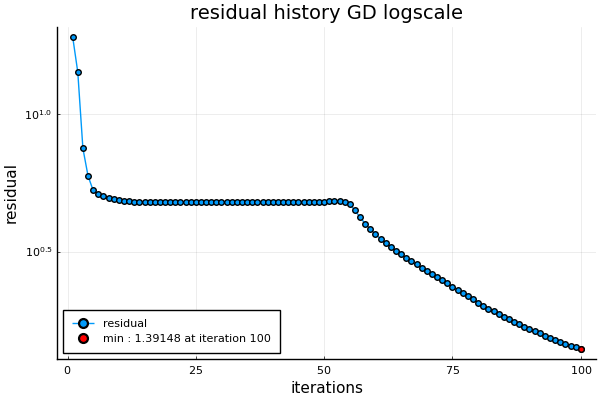 residual history GD logscale
residual
10^1.0
10^0.5
residual
min : 1.39148 at iteration 100
0
25
50
75
100
iterations